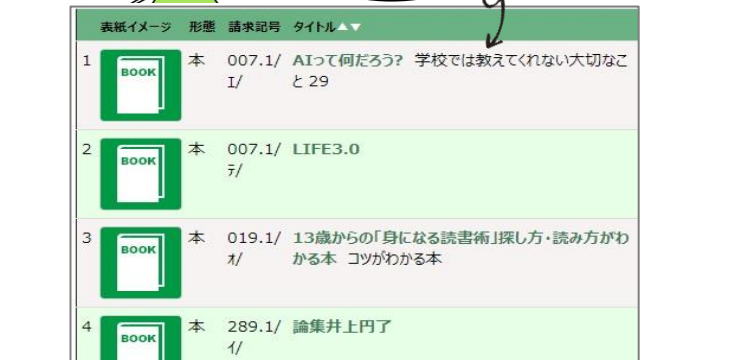 表紙イメージ 形態 請求記号 タイトル▲▼
1 BOOK 本 007.1/ AIって何だろう? 学校では教えてくれない大切なこ
I/ と 29
2 BOOK 本 007.1/ LIFE3.0
ﾃ/
3 BOOK 本 019.1/ 13歳からの「身になる読書術」探し方・読み方がわ
ｵ/ かる本 コツがわかる本
4 BOOK 本 289.1/ 論集井上円了
ｲ/